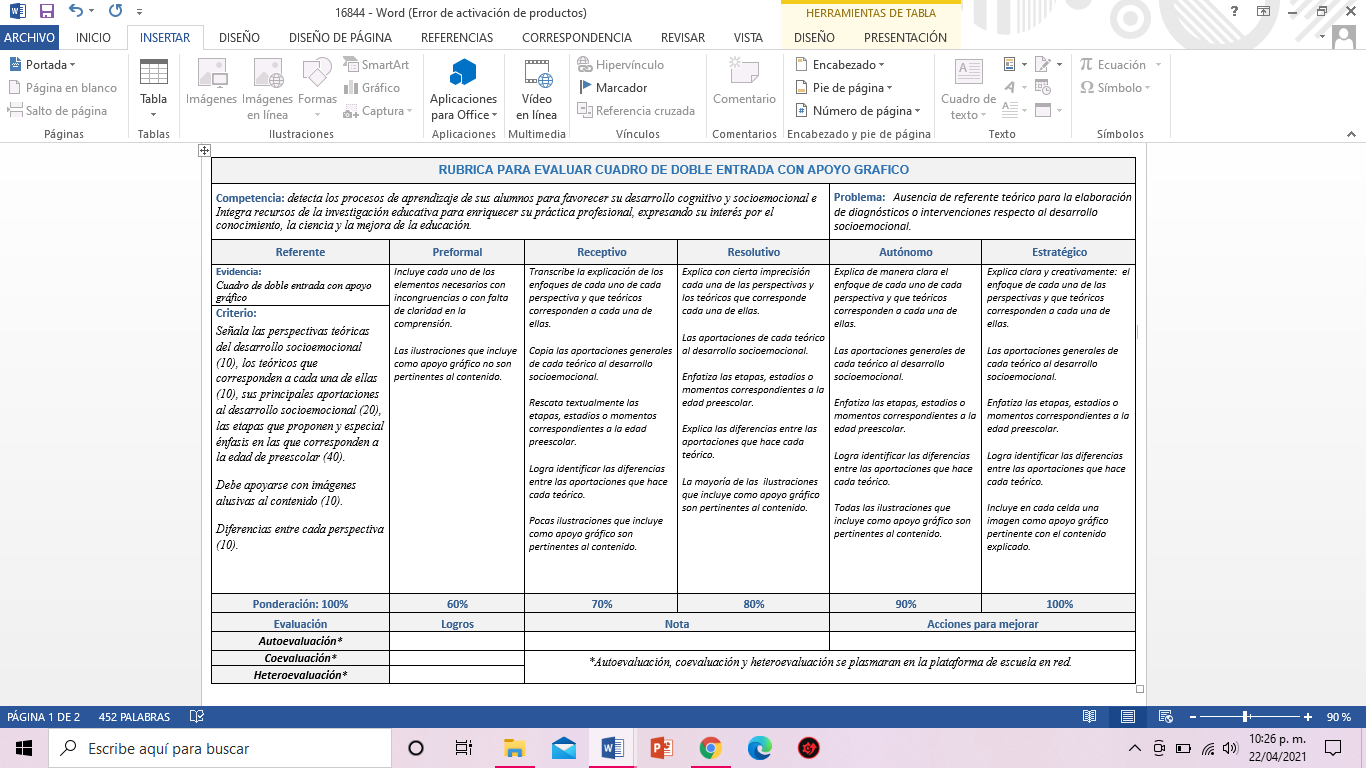 16844 - Word (Error de activación de productos)
HERRAMIENTAS DE TABLA
ARCHIVO INICIO INSERTAR DISEÑO DISEÑO DE PÁGINA REFERENCIAS CORRESPONDENCIA REVISAR VISTA DISEÑO PRESENTACIÓN
Portada
Página en blanco
Salto de página
Páginas
Tabla
Tablas
Imágenes
Imágenes
en línea
Formas
SmartArt
Gráfico
Captura
Ilustraciones
Aplicaciones
para Office
Aplicaciones
Vídeo
en línea
Multimedia
Hipervínculo
Marcador
Referencia cruzada
Vínculos
Comentario
Comentarios
Encabezado
Pie de página
Número de página
Encabezado y pie de página
Cuadro de
texto
Texto
Ecuación
Símbolo
Símbolos
RUBRICA PARA EVALUAR CUADRO DE DOBLE ENTRADA CON APOYO GRAFICO
Competencia: detecta los procesos de aprendizaje de sus alumnos para favorecer su desarrollo cognitivo y socioemocional e
Integra recursos de la investigación educativa para enriquecer su práctica profesional, expresando su interés por el
conocimiento, la ciencia y la mejora de la educación.
Problema: Ausencia de referente teórico para la elaboración
de diagnósticos o intervenciones respecto al desarrollo
socioemocional.
Referente Preformal Receptivo Resolutivo Autónomo Estratégico
Evidencia:
Cuadro de doble entrada con apoyo
gráfico
Criterio:
Señala las perspectivas teóricas
del desarrollo socioemocional
(10), los teóricos que
corresponden a cada una de ellas
(10), sus principales aportaciones
al desarrollo socioemocional (20),
las etapas que proponen y especial
énfasis en las que corresponden a
la edad de preescolar (40).
Debe apoyarse con imágenes
alusivas al contenido (10).
Diferencias entre cada perspectiva
(10).
Incluye cada uno de los
elementos necesarios con
incongruencias o con falta
de claridad en la
comprensión.
Las ilustraciones que incluye
como apoyo gráfico no son
pertinentes al contenido.
Transcribe la explicación de los
enfoques de cada uno de cada
perspectiva y que teóricos
corresponden a cada una de
ellas.
Copia las aportaciones generales
de cada teórico al desarrollo
socioemocional.
Rescata textualmente las
etapas, estadios o momentos
correspondientes a la edad
preescolar.
Logra identificar las diferencias
entre las aportaciones que hace
cada teórico.
Pocas ilustraciones que incluye
como apoyo gráfico son
pertinentes al contenido.
Explica con cierta imprecisión
cada una de las perspectivas y
los teóricos que corresponde
cada una de ellas.
Las aportaciones de cada teórico
al desarrollo socioemocional.
Enfatiza las etapas, estadios o
momentos correspondientes a la
edad preescolar.
Explica las diferencias entre las
aportaciones que hace cada
teórico.
La mayoría de las ilustraciones
que incluye como apoyo gráfico
son pertinentes al contenido.
Explica de manera clara el
enfoque de cada uno de cada
perspectiva y que teóricos
corresponden a cada una de
ellas.
Las aportaciones generales de
cada teórico al desarrollo
socioemocional.
Enfatiza las etapas, estadios o
momentos correspondientes a la
edad preescolar.
Logra identificar las diferencias
entre las aportaciones que hace
cada teórico.
Todas las ilustraciones que
incluye como apoyo gráfico son
pertinentes al contenido.
Explica clara y creativamente: el
enfoque de cada una de las
perspectivas y que teóricos
corresponden a cada una de
ellas.
Las aportaciones generales de
cada teórico al desarrollo
socioemocional.
Enfatiza las etapas, estadios o
momentos correspondientes a la
edad preescolar.
Logra identificar las diferencias
entre las aportaciones que hace
cada teórico.
Incluye en cada celda una
imagen como apoyo gráfico
pertinente con el contenido
explicado.
Ponderación: 100% 60% 70% 80% 90% 100%
Evaluación Logros Nota Acciones para mejorar
Autoevaluación*
Coevaluación*
Heteroevaluación*
*Autoevaluación, coevaluación y heteroevaluación se plasmaran en la plataforma de escuela en red.
PÁGINA 1 DE 2 452 PALABRAS 90 %
Escribe aquí para buscar
10:26 p. m.
22/04/2021